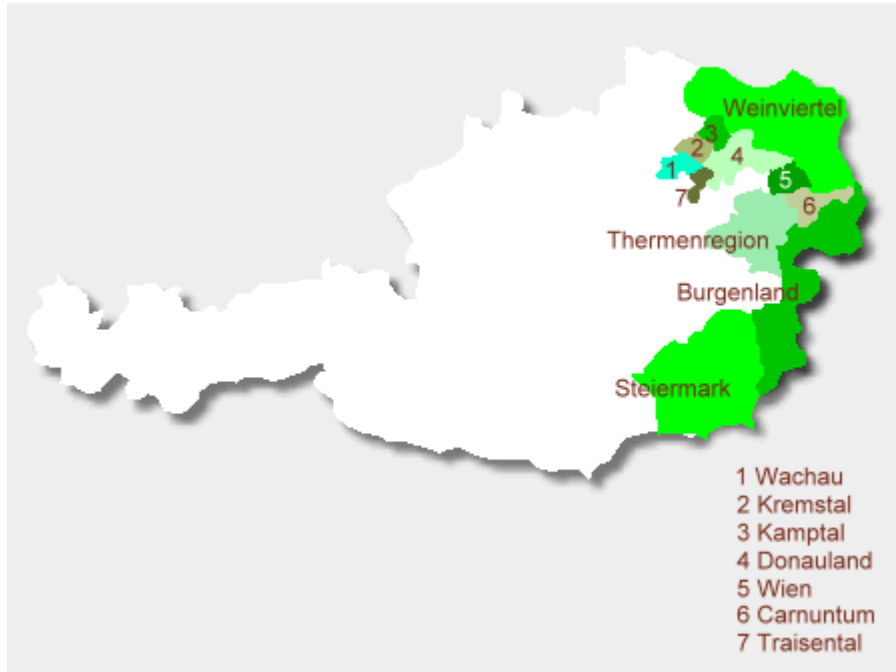 Weinviertel
3
2
4
1
5
7
6
Thermenregion
Burgenland
Steiermark
1 Wachau
2 Kremstal
3 Kamptal
4 Donauland
5 Wien
6 Carnuntum
7 Traisental